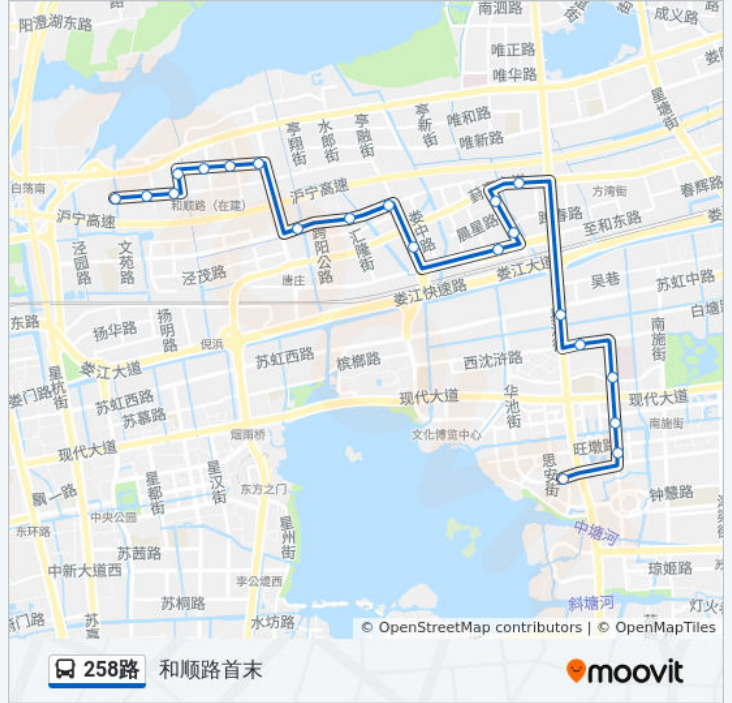 南泗路
阳澄湖东路
成义路
唯正路
唯华路
星塘街
亭新街
唯和路
亭融街
水郎街
亭翔街
唯新路
沪宁高速
白荡南
方湾街
春辉路
和顺路（在建）
沪宁高速
娄中路
晨星路
跨春路
至和东路
跨阳公路
汇隆街
泾园路
文苑路
泾茂路
唐庄
娄江大道
吴巷
苏虹中路
娄江快速路
白塘
东路
扬华路
扬明路
倪浜
南施街
苏虹西路
槟榔路
西沈浒路
娄江大道
星杭街
娄门路
苏虹西路
苏慕路
现代大道
华池街
现代大道
南施街
烟雨桥
文化博览中心
现代大道
旺墩路
思安街
星汉街
星都街
东方之门
钟慧路
飘一路
中央公园
星州街
东环路
中塘河
苏茜路
中新大道西
李公堤西
琼姬路
苏桐路
斜塘河
灯火
水坊路
© OpenStreetMap contributors | © OpenMapTiles
258路 和顺路首末
moovit